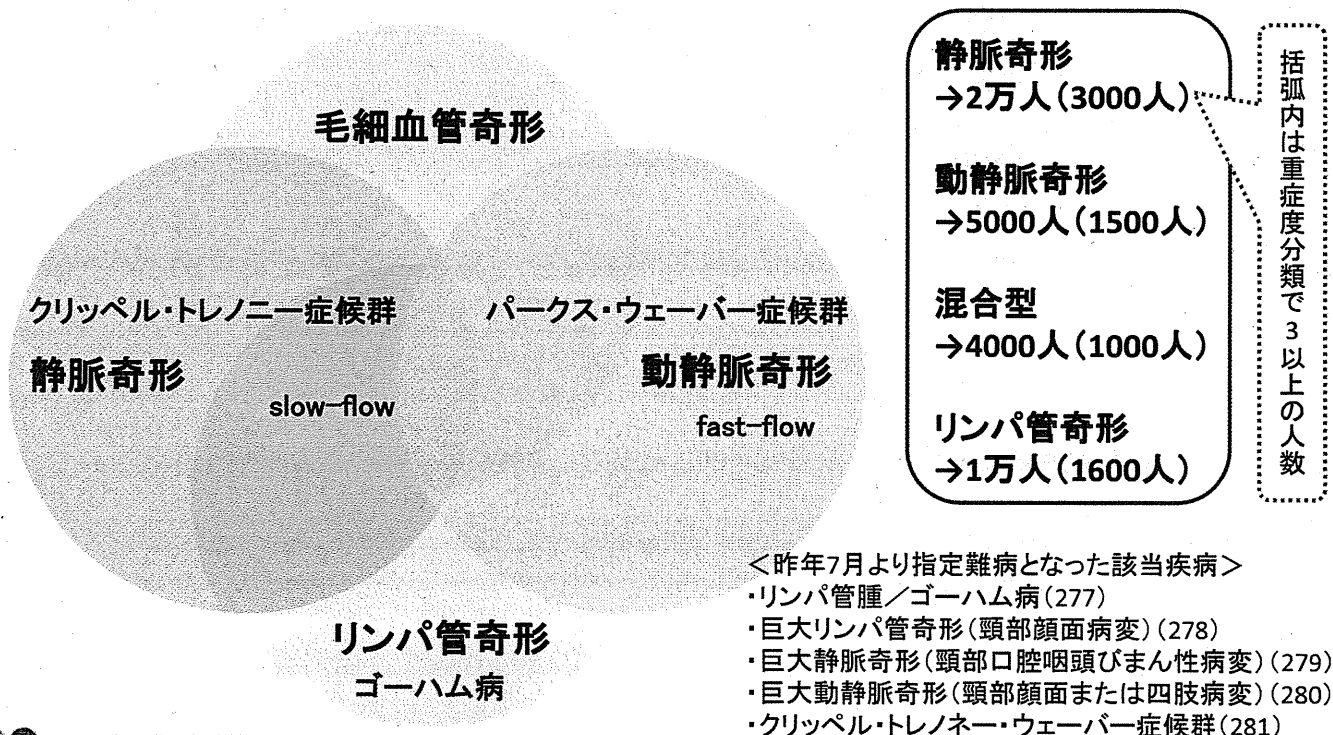 毛細血管奇形
クリッペル・トレノニー症候群
静脈奇形
slow-flow
パークス・ウェーバー症候群
動静脈奇形
fast-flow
リンパ管奇形
ゴーハム病
静脈奇形
→2万人(3000人)
動静脈奇形
→5000人(1500人)
混合型
→4000人(1000人)
リンパ管奇形
→1万人(1600人)
括弧内は重症度分類で3以上の人数
<昨年7月より指定難病となった該当疾病>
・リンパ管腫/ゴーハム病(277)
・巨大リンパ管奇形(頸部顔面病変)(278)
・巨大静脈奇形(頸部口腔咽頭びまん性病変)(279)
・巨大動静脈奇形(頸部顔面または四肢病変)(280)
・クリッペル・トレノネー・ウェーバー症候群(281)